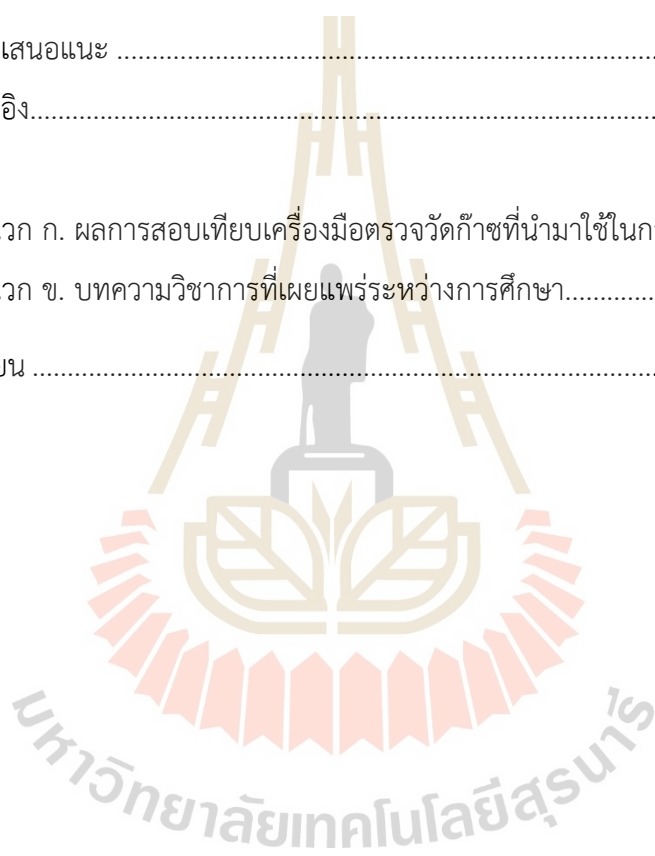 เสนอแนะ ........................................................................
อิง...................................................................................
วก ก. ผลการสอบเทียบเครื่องมือตรวจวัดก๊าซที่นำมาใช้ในก
วก ข. บทความวิชาการที่เผยแพร่ระหว่างการศึกษา.............
ยน ....................................................................................
มหาวิทยาลัยเทคโนโลยีสุรนารี